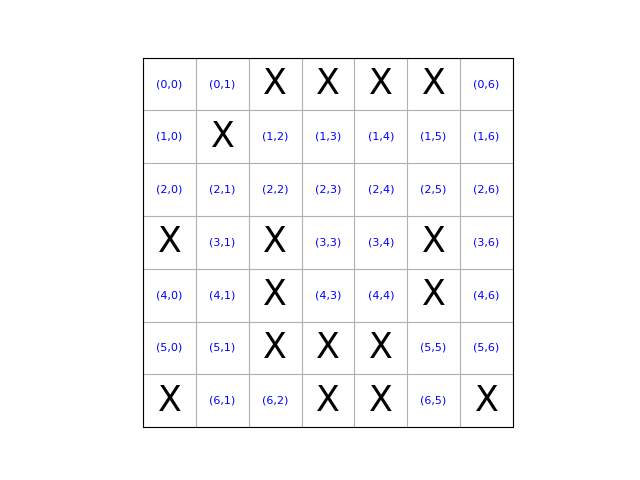 (0,0) (0,1) X X X X (0,6)
(1,0) X (1,2) (1,3) (1,4) (1,5) (1,6)
(2,0) (2,1) (2,2) (2,3) (2,4) (2,5) (2,6)
X (3,1) X (3,3) (3,4) X (3,6)
(4,0) (4,1) X (4,3) (4,4) X (4,6)
(5,0) (5,1) X X X (5,5) (5,6)
X (6,1) (6,2) X X (6,5) X